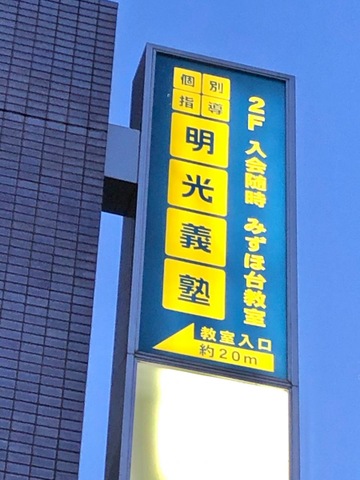 個別指導
明光義塾
2F 入会随時 みずほ台教室
教室入口
約20m